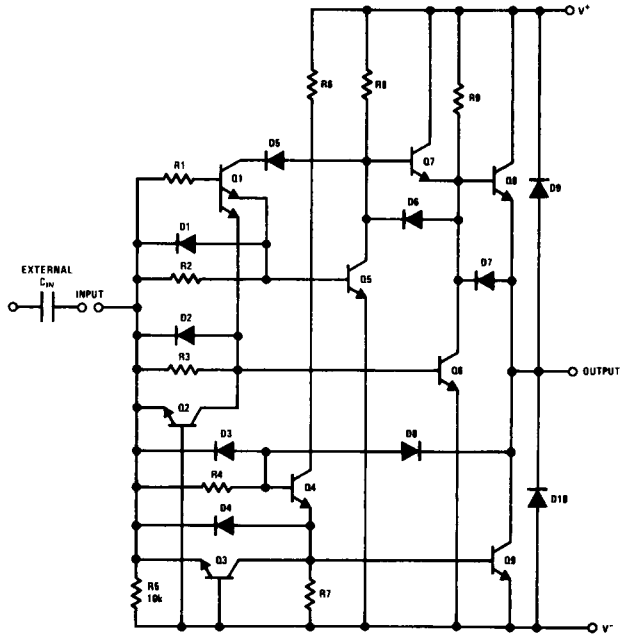 V⁺
R6
R8
R9
D5
Q7
Q8
R1
Q1
D9
D1
D6
D7
EXTERNAL
C_IN
INPUT
R2
Q5
D2
R3
Q6
OUTPUT
Q2
D3
D8
R4
Q4
D4
D10
Q3
Q9
R5
10k
R7
V⁻